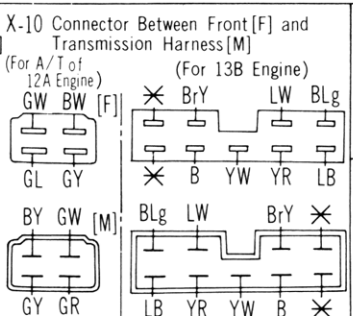 X-10 Connector Between Front[F] and
Transmission Harness[M]
(For A/T of
12A Engine)
(For 13B Engine)
GW BW [F]
BrY LW BLg
GL GY
B YW YR LB
BY GW [M]
BLg LW BrY
GY GR
LB YR YW B